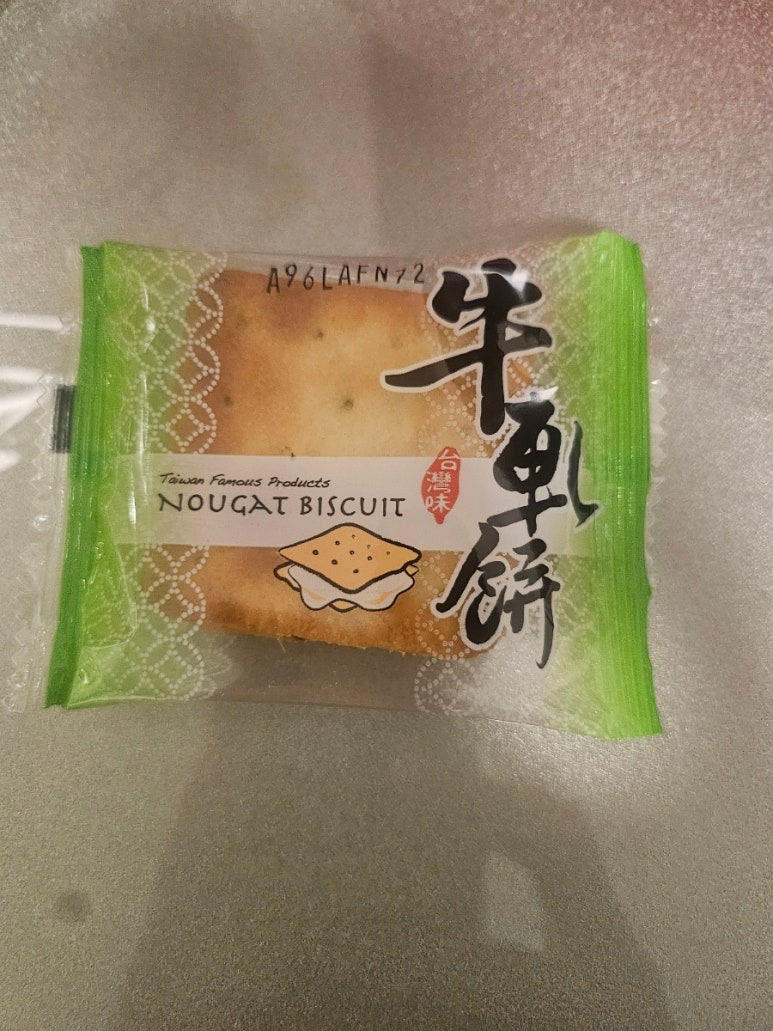 A96LAFN72
牛軋餅
台灣味
Taiwan Famous Products
NOUGAT BISCUIT